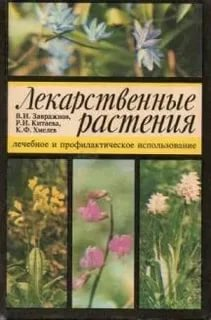 Лекарственные
В. Н. Завражнов,
Р. И. Китаева,
К. Ф. Хмелев
растения
лечебное и профилактическое использование